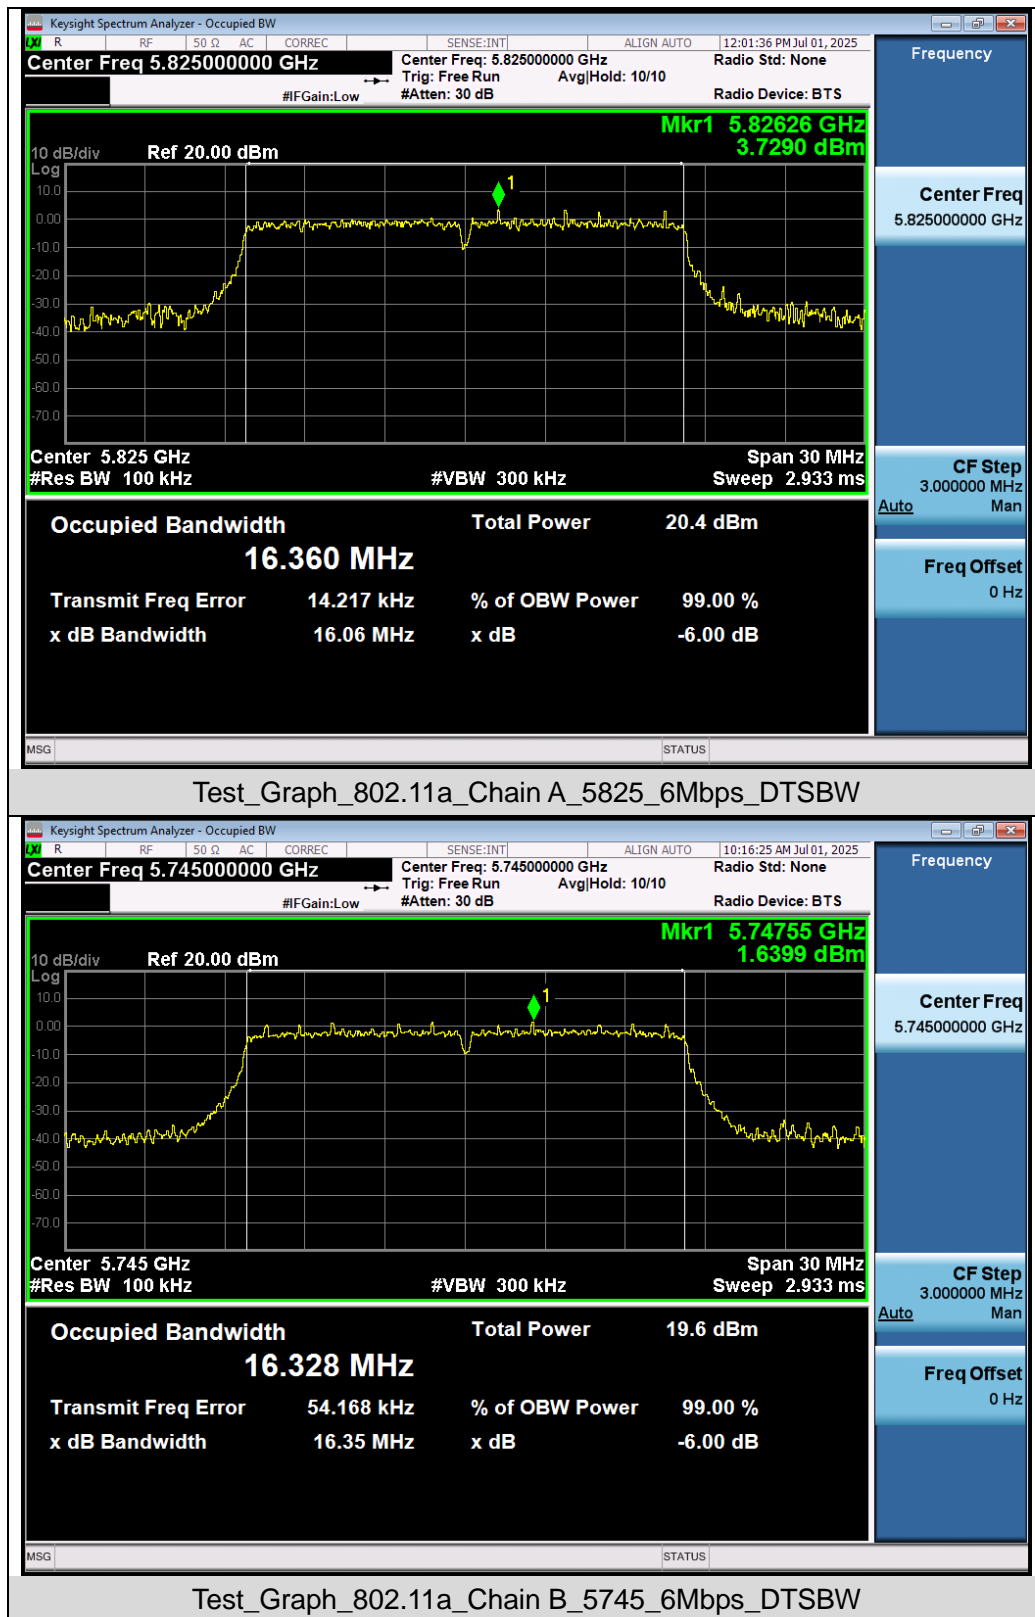 Keysight Spectrum Analyzer - Occupied BW
LXI R RF 50 Ω AC CORREC SENSE:INT ALIGN AUTO 12:01:36 PM Jul 01, 2025
Center Freq 5.825000000 GHz
Center Freq: 5.825000000 GHz
Radio Std: None
Trig: Free Run Avg|Hold: 10/10
#IFGain:Low
#Atten: 30 dB
Radio Device: BTS
Mkr1 5.82626 GHz
3.7290 dBm
10 dB/div Ref 20.00 dBm
Log
1
10.0
0.00
-10.0
-20.0
-30.0
-40.0
-50.0
-60.0
-70.0
Center 5.825 GHz Span 30 MHz
#Res BW 100 kHz #VBW 300 kHz Sweep 2.933 ms
Occupied Bandwidth Total Power 20.4 dBm
16.360 MHz
Transmit Freq Error 14.217 kHz % of OBW Power 99.00 %
x dB Bandwidth 16.06 MHz x dB -6.00 dB
MSG STATUS
Frequency
Center Freq
5.825000000 GHz
CF Step
3.000000 MHz
Auto Man
Freq Offset
0 Hz
Test_Graph_802.11a_Chain A_5825_6Mbps_DTSBW
Keysight Spectrum Analyzer - Occupied BW
LXI R RF 50 Ω AC CORREC SENSE:INT ALIGN AUTO 10:16:25 AM Jul 01, 2025
Center Freq 5.745000000 GHz
Center Freq: 5.745000000 GHz
Radio Std: None
Trig: Free Run Avg|Hold: 10/10
#IFGain:Low
#Atten: 30 dB
Radio Device: BTS
Mkr1 5.74755 GHz
1.6399 dBm
10 dB/div Ref 20.00 dBm
Log
1
10.0
0.00
-10.0
-20.0
-30.0
-40.0
-50.0
-60.0
-70.0
Center 5.745 GHz Span 30 MHz
#Res BW 100 kHz #VBW 300 kHz Sweep 2.933 ms
Occupied Bandwidth Total Power 19.6 dBm
16.328 MHz
Transmit Freq Error 54.168 kHz % of OBW Power 99.00 %
x dB Bandwidth 16.35 MHz x dB -6.00 dB
MSG STATUS
Frequency
Center Freq
5.745000000 GHz
CF Step
3.000000 MHz
Auto Man
Freq Offset
0 Hz
Test_Graph_802.11a_Chain B_5745_6Mbps_DTSBW